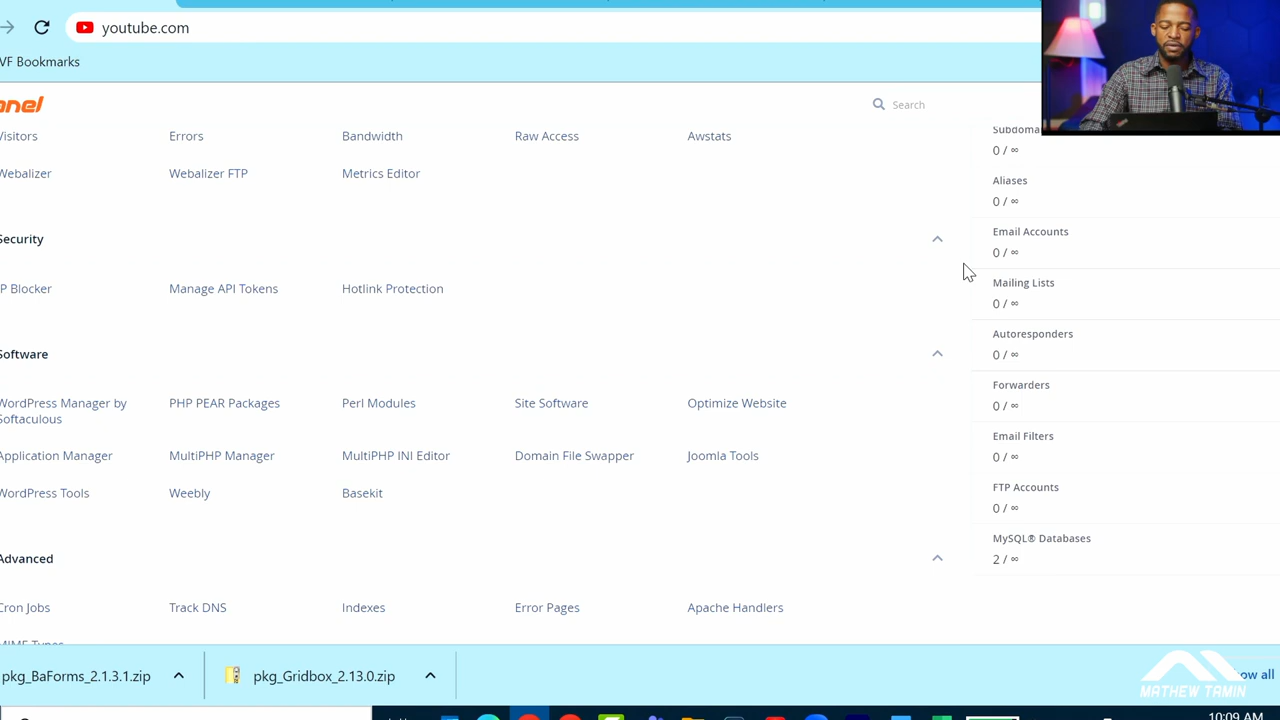 youtube.com
VF Bookmarks
Search
Visitors
Errors
Bandwidth
Raw Access
Awstats
Webalizer
Webalizer FTP
Metrics Editor
Security
IP Blocker
Manage API Tokens
Hotlink Protection
Software
WordPress Manager by
Softaculous
PHP PEAR Packages
Perl Modules
Site Software
Optimize Website
Application Manager
MultiPHP Manager
MultiPHP INI Editor
Domain File Swapper
Joomla Tools
WordPress Tools
Weebly
Basekit
Advanced
Cron Jobs
Track DNS
Indexes
Error Pages
Apache Handlers
MIME Types
Subdoma
0 / ∞
Aliases
0 / ∞
Email Accounts
0 / ∞
Mailing Lists
0 / ∞
Autoresponders
0 / ∞
Forwarders
0 / ∞
Email Filters
0 / ∞
FTP Accounts
0 / ∞
MySQL® Databases
2 / ∞
pkg_BaForms_2.1.3.1.zip
pkg_Gridbox_2.13.0.zip
ow all
MATHEW TAMIN
10:09 AM